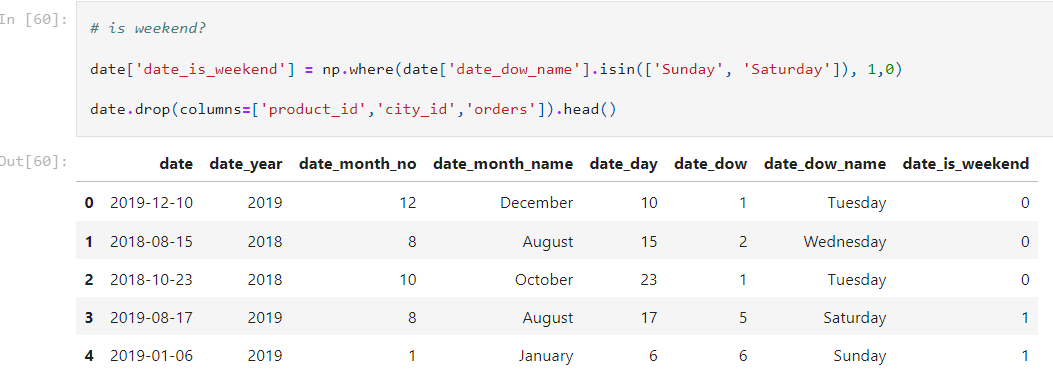 In [60]:
# is weekend?
date['date_is_weekend'] = np.where(date['date_dow_name'].isin(['Sunday', 'Saturday']), 1,0)
date.drop(columns=['product_id','city_id','orders']).head()
Out[60]:
date date_year date_month_no date_month_name date_day date_dow date_dow_name date_is_weekend
0 2019-12-10 2019 12 December 10 1 Tuesday 0
1 2018-08-15 2018 8 August 15 2 Wednesday 0
2 2018-10-23 2018 10 October 23 1 Tuesday 0
3 2019-08-17 2019 8 August 17 5 Saturday 1
4 2019-01-06 2019 1 January 6 6 Sunday 1